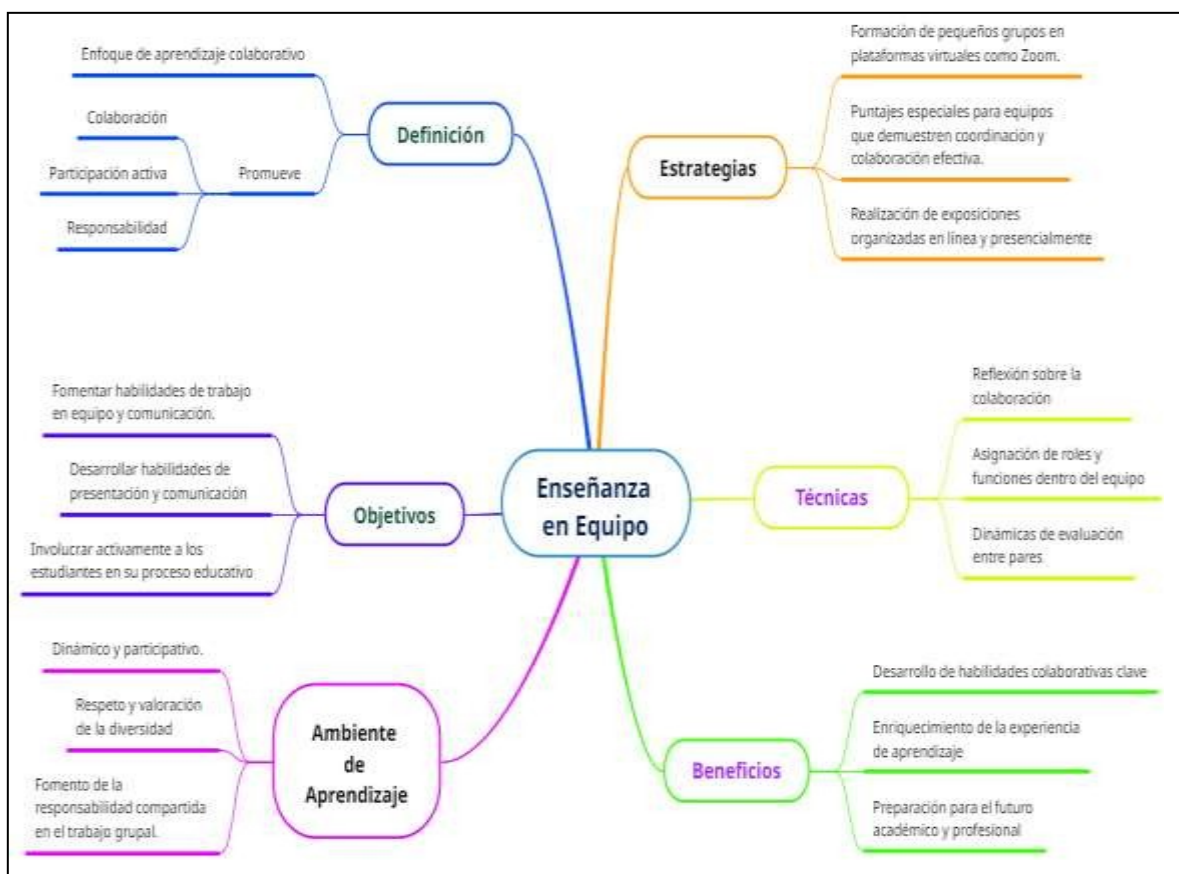 Enseñanza
en Equipo
Definición
Enfoque de aprendizaje colaborativo
Promueve
Colaboración
Participación activa
Responsabilidad
Objetivos
Fomentar habilidades de trabajo
en equipo y comunicación.
Desarrollar habilidades de
presentación y comunicación
Involucrar activamente a los
estudiantes en su proceso educativo
Ambiente
de
Aprendizaje
Dinámico y participativo.
Respeto y valoración
de la diversidad
Fomento de la
responsabilidad compartida
en el trabajo grupal.
Estrategias
Formación de pequeños grupos en
plataformas virtuales como Zoom.
Puntajes especiales para equipos
que demuestren coordinación y
colaboración efectiva.
Realización de exposiciones
organizadas en línea y presencialmente
Técnicas
Reflexión sobre la
colaboración
Asignación de roles y
funciones dentro del equipo
Dinámicas de evaluación
entre pares
Beneficios
Desarrollo de habilidades colaborativas clave
Enriquecimiento de la experiencia
de aprendizaje
Preparación para el futuro
académico y profesional